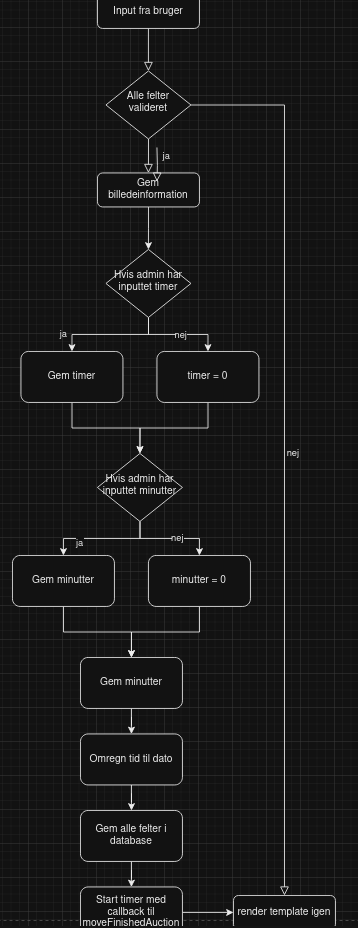 Input fra bruger
Alle felter
valideret
ja
Gem
billedeinformation
Hvis admin har
inputtet timer
ja
nej
Gem timer
timer = 0
nej
Hvis admin har
inputtet minutter
ja
nej
Gem minutter
minutter = 0
Gem minutter
Omregn tid til dato
Gem alle felter i
database
Start timer med
callback til
moveFinishedAuction
render template igen